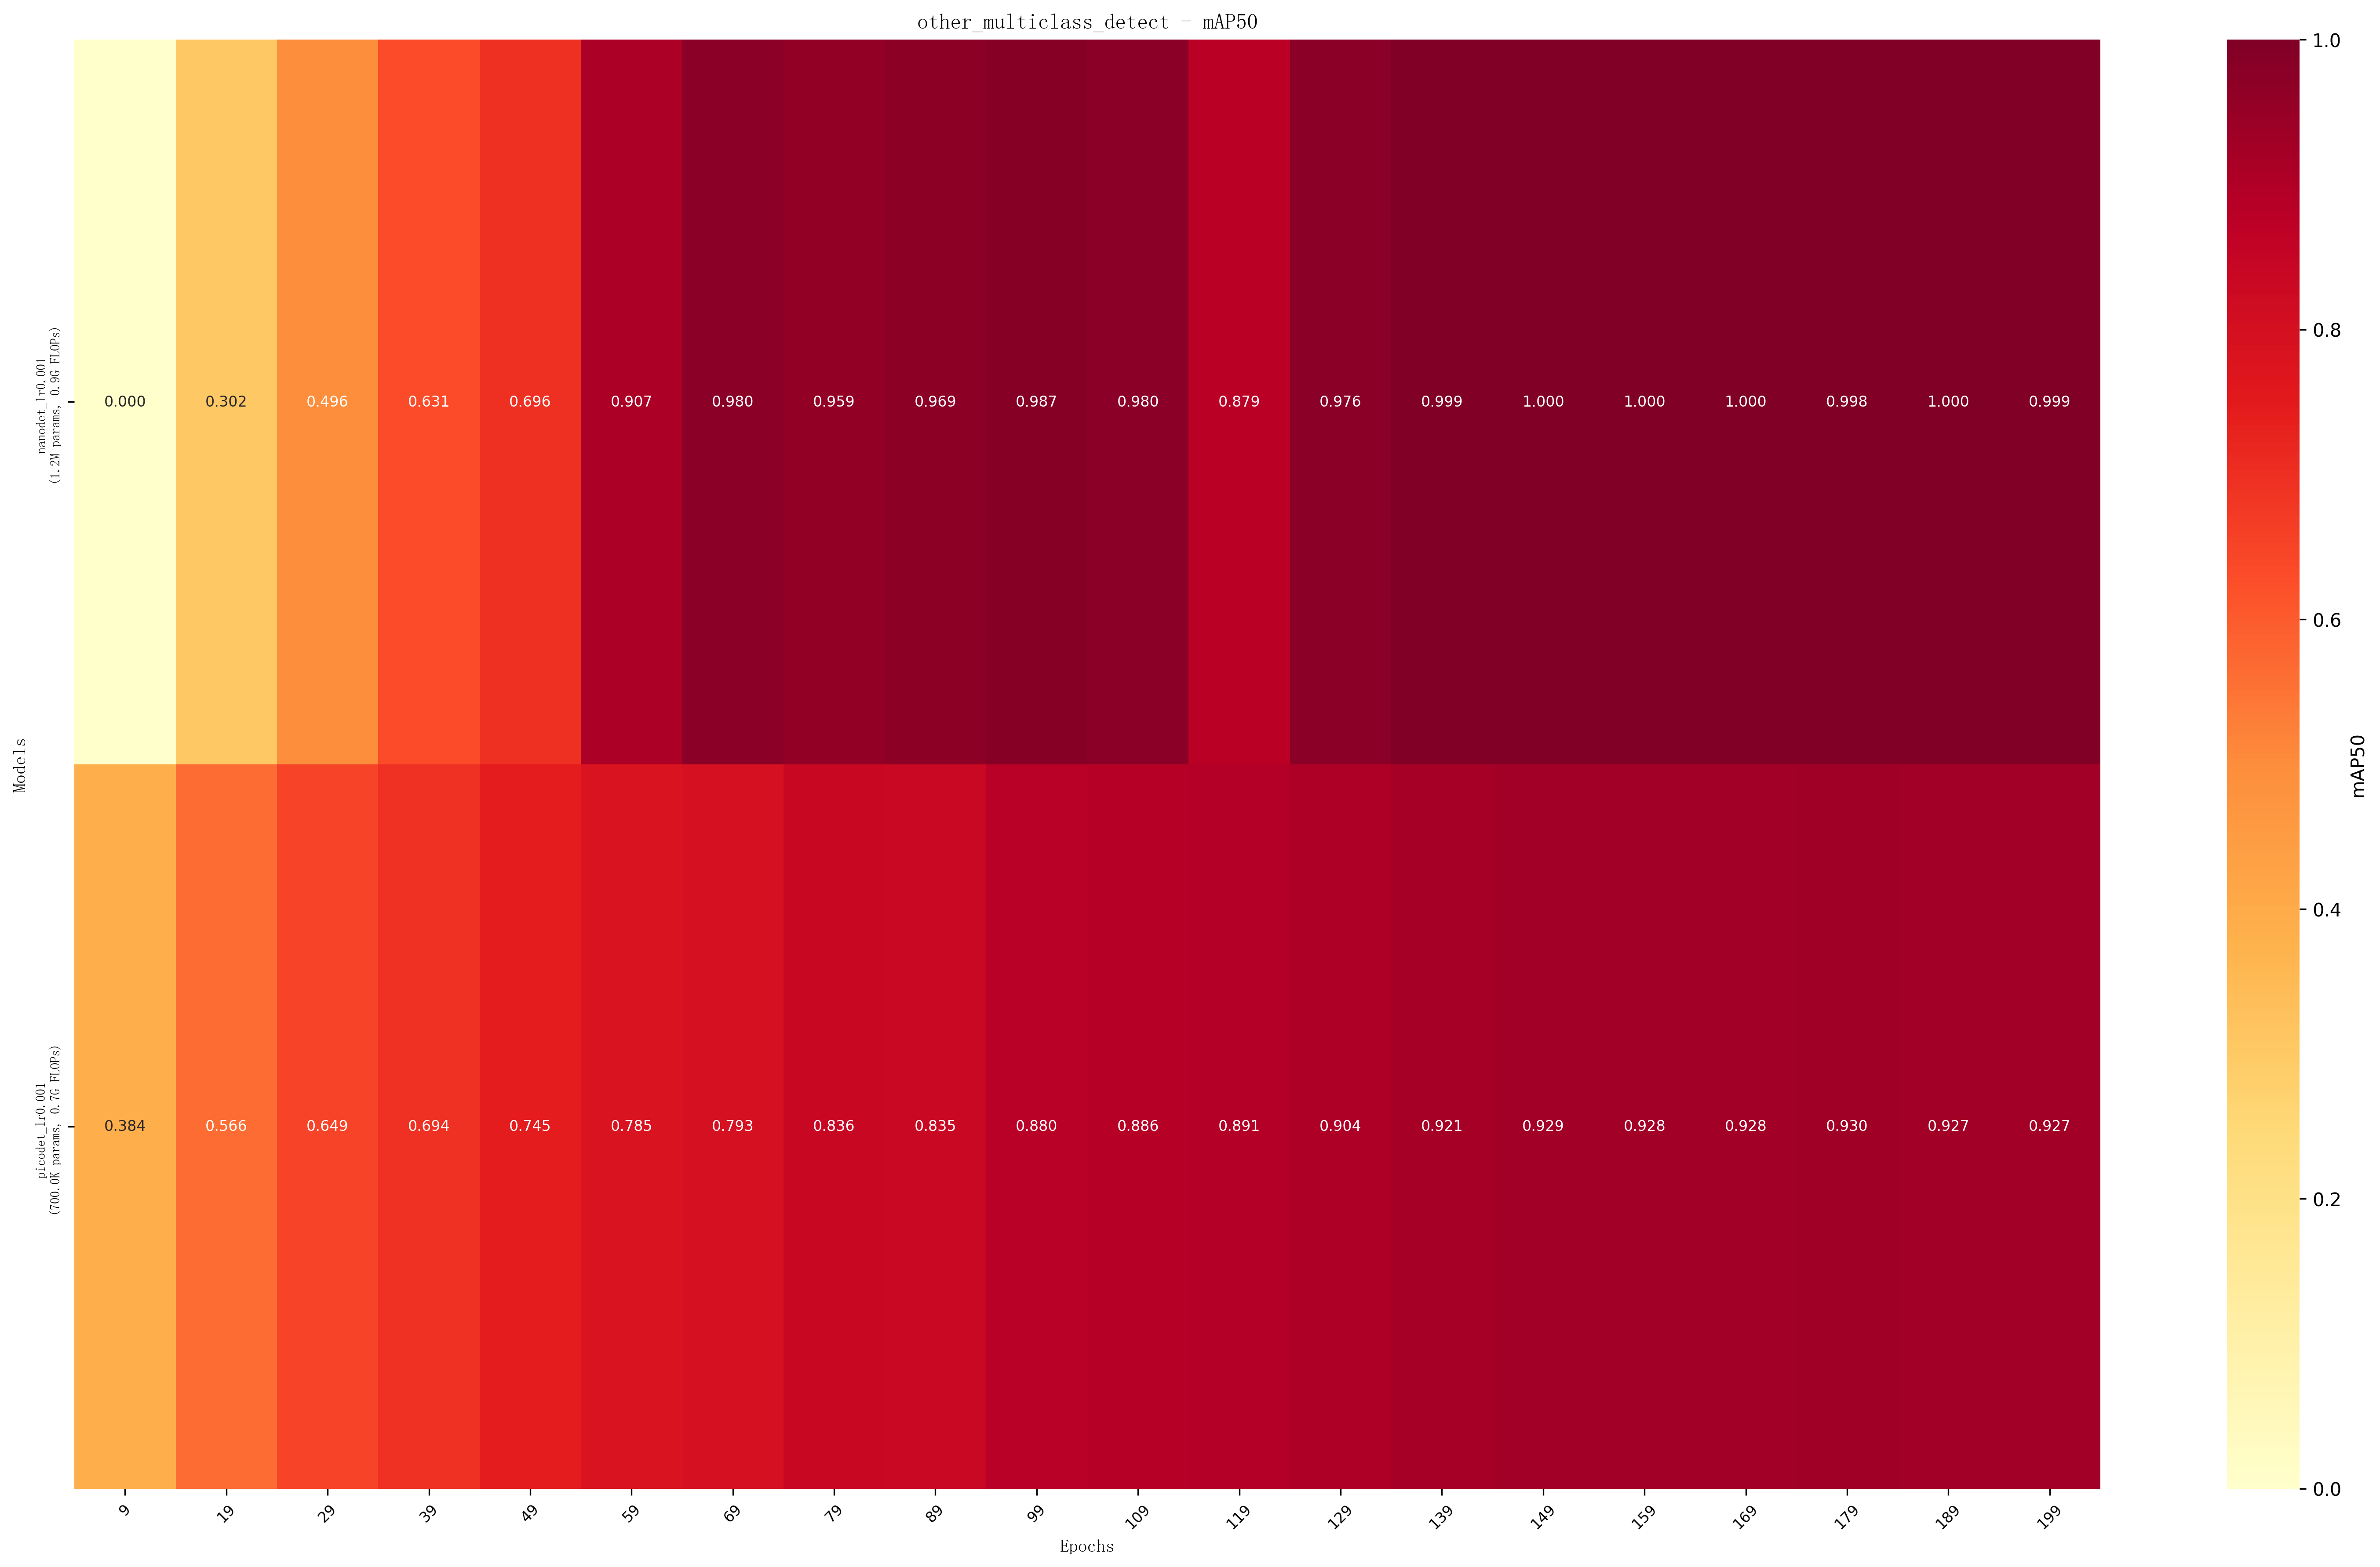 other_multiclass_detect - mAP50
Models
nanodet_lr0.001
(1.2M params, 0.9G FLOPs)
0.000 0.302 0.496 0.631 0.696 0.907 0.980 0.959 0.969 0.987 0.980 0.879 0.976 0.999 1.000 1.000 1.000 0.998 1.000 0.999
picodet_lr0.001
(700.0K params, 0.7G FLOPs)
0.384 0.566 0.649 0.694 0.745 0.785 0.793 0.836 0.835 0.880 0.886 0.891 0.904 0.921 0.929 0.928 0.928 0.930 0.927 0.927
9 19 29 39 49 59 69 79 89 99 109 119 129 139 149 159 169 179 189 199
Epochs
1.0
0.8
0.6
0.4
0.2
0.0
mAP50